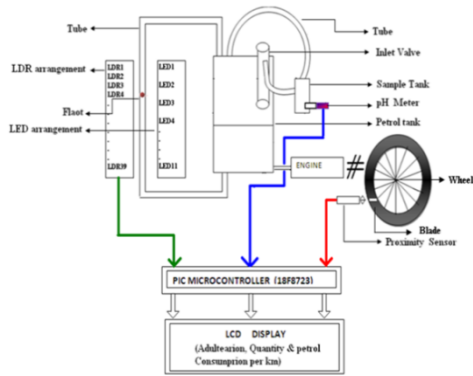 Tube
LDR arrangement
Flaot
LED arrangement
LDR1
LDR2
LDR3
LDR4
LDR39
LED1
LED2
LED3
LED4
LED11
Tube
Inlet Valve
Sample Tank
pH Meter
Petrol tank
ENGINE
Wheel
Blade
Proximity Sensor
PIC MICROCONTROLLER (18F8723)
LCD DISPLAY
(Adultearion, Quantity & petrol
Consumprion per km)